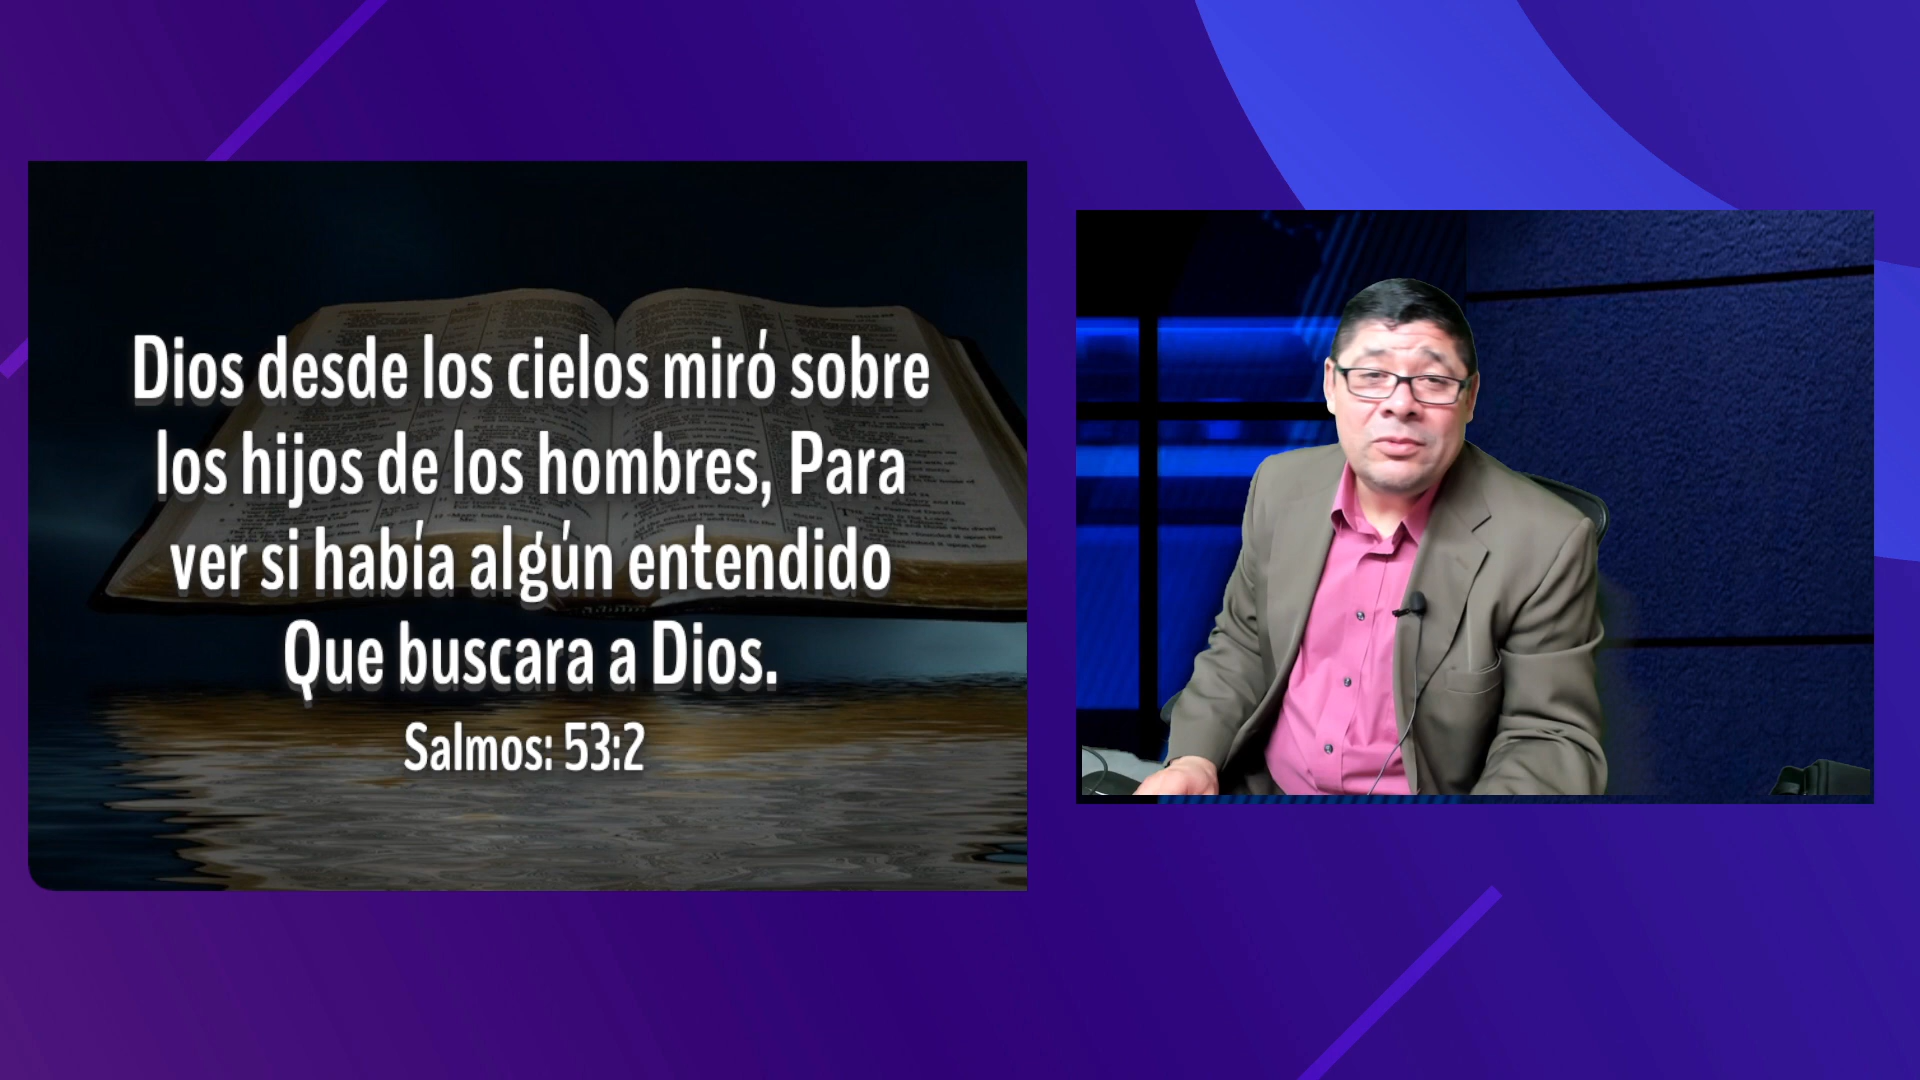 Dios desde los cielos miró sobre
los hijos de los hombres, Para
ver si había algún entendido
Que buscara a Dios.
Salmos: 53:2